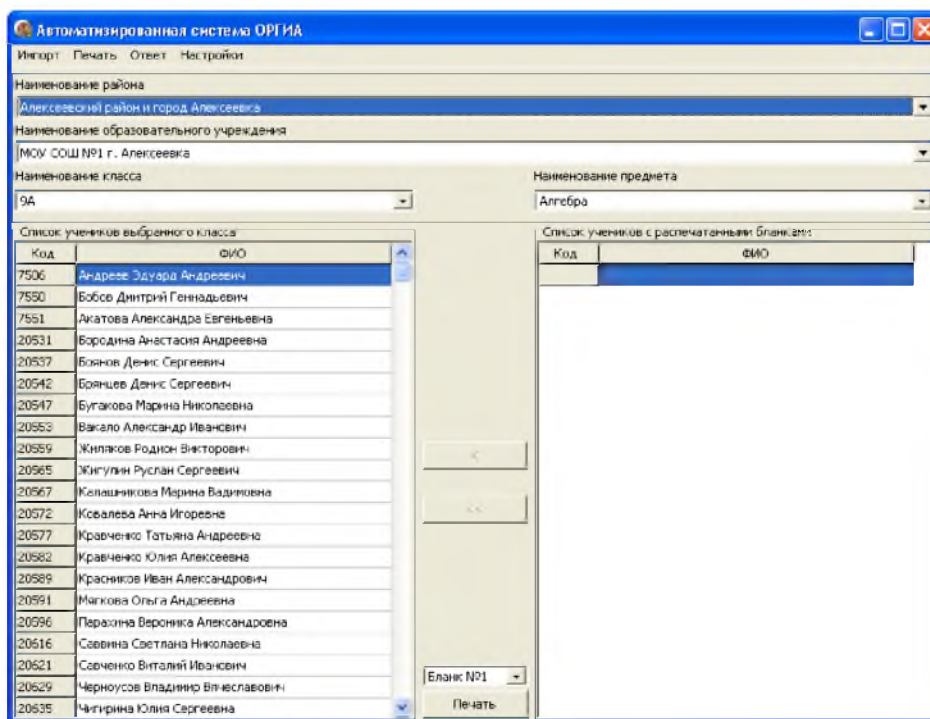 Автоматизированная система ОРГИА
Импорт Печать Ответ Настройки
Наименование района
Алексеевский район и город Алексеевка
Наименование образовательного учреждения
МОУ СОШ №1 г. Алексеевка
Наименование класса Наименование предмета
9А Алгебра
Список учеников выбранного класса Список учеников с распечатанными бланками
Код ФИО Код ФИО
7506 Андреев Эдуард Андреевич
7550 Бобов Дмитрий Геннадьевич
7551 Акатова Александра Евгеньевна
20531 Бородина Анастасия Андреевна
20537 Боянов Денис Сергеевич
20542 Брянцев Денис Сергеевич
20547 Бугакова Марина Николаевна
20553 Вакало Александр Иванович
20559 Жиляков Родион Викторович
<
20565 Жигулин Руслан Сергеевич
20567 Калашникова Марина Вадимовна
20572 Ковалева Анна Игоревна
<<
20577 Кравченко Татьяна Андреевна
20582 Кравченко Юлия Алексеевна
20589 Красников Иван Александрович
20591 Мягкова Ольга Андреевна
20596 Парахина Вероника Александровна
20616 Саввина Светлана Николаевна
20621 Савченко Виталий Иванович
Бланк №1
20629 Черноусов Владимир Вячеславович
20635 Чигирина Юлия Сергеевна
Печать